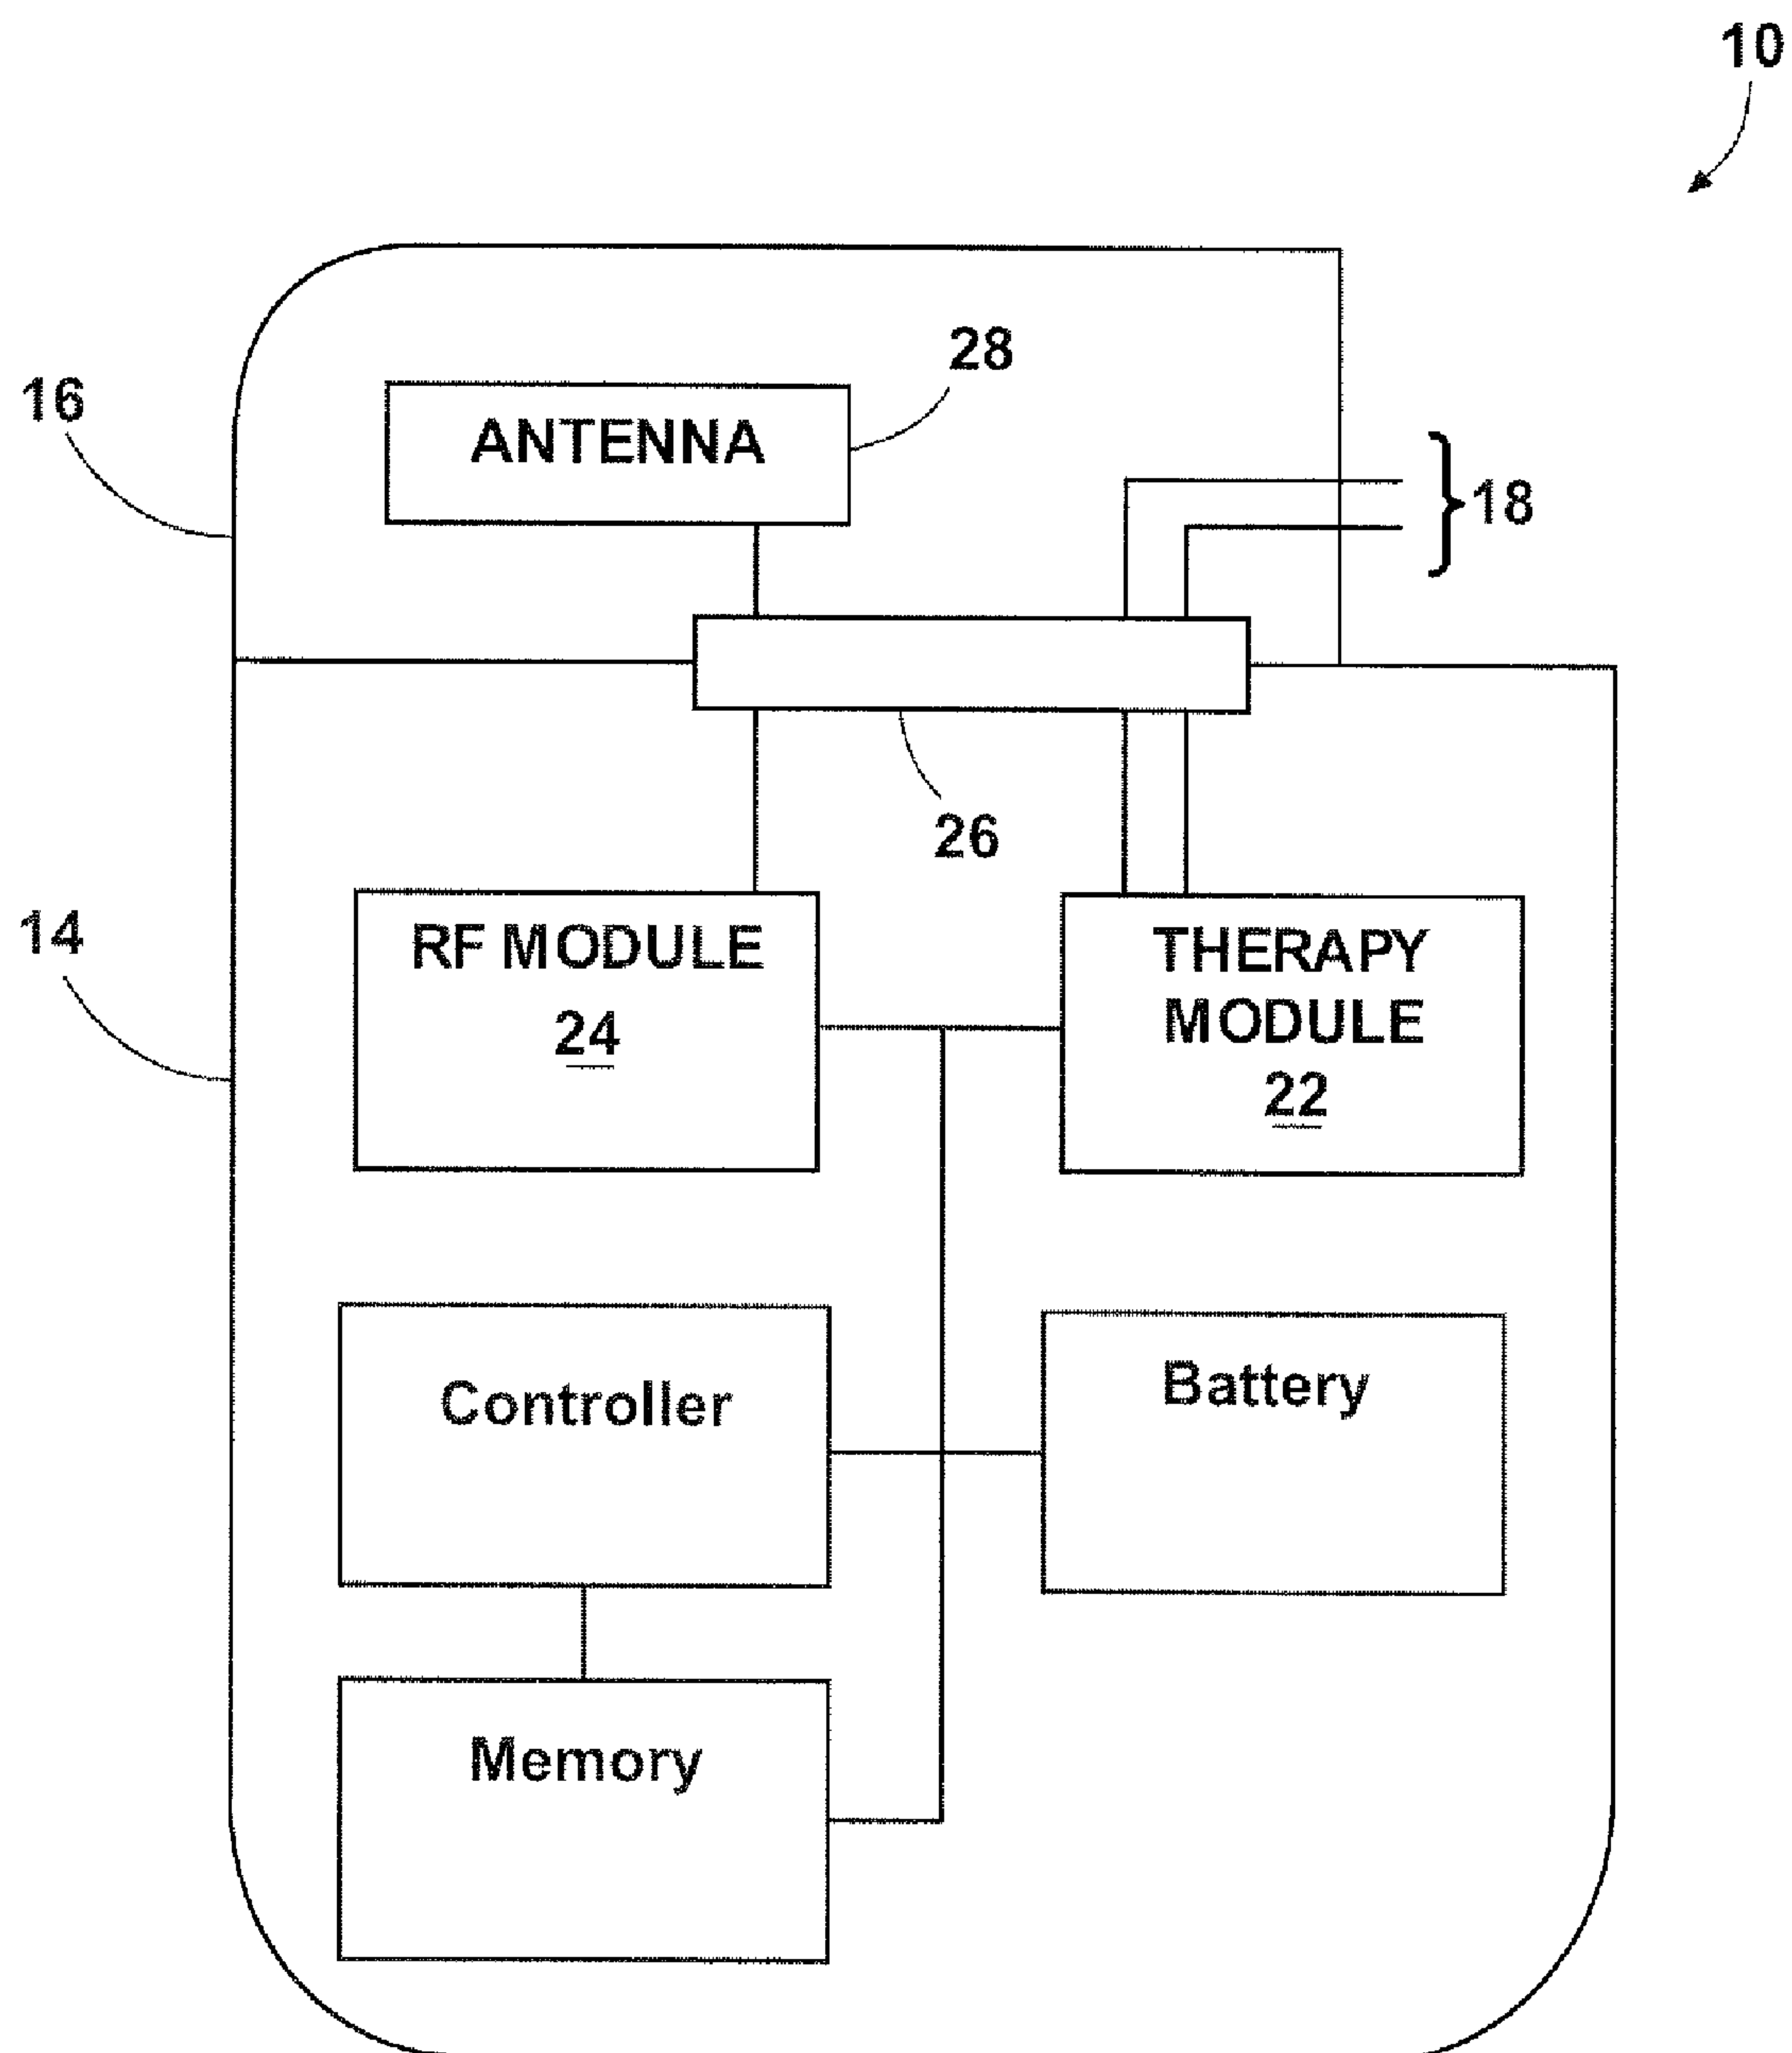 10
28
16
ANTENNA
18
26
14
RF MODULE
24
THERAPY
MODULE
22
Controller
Battery
Memory